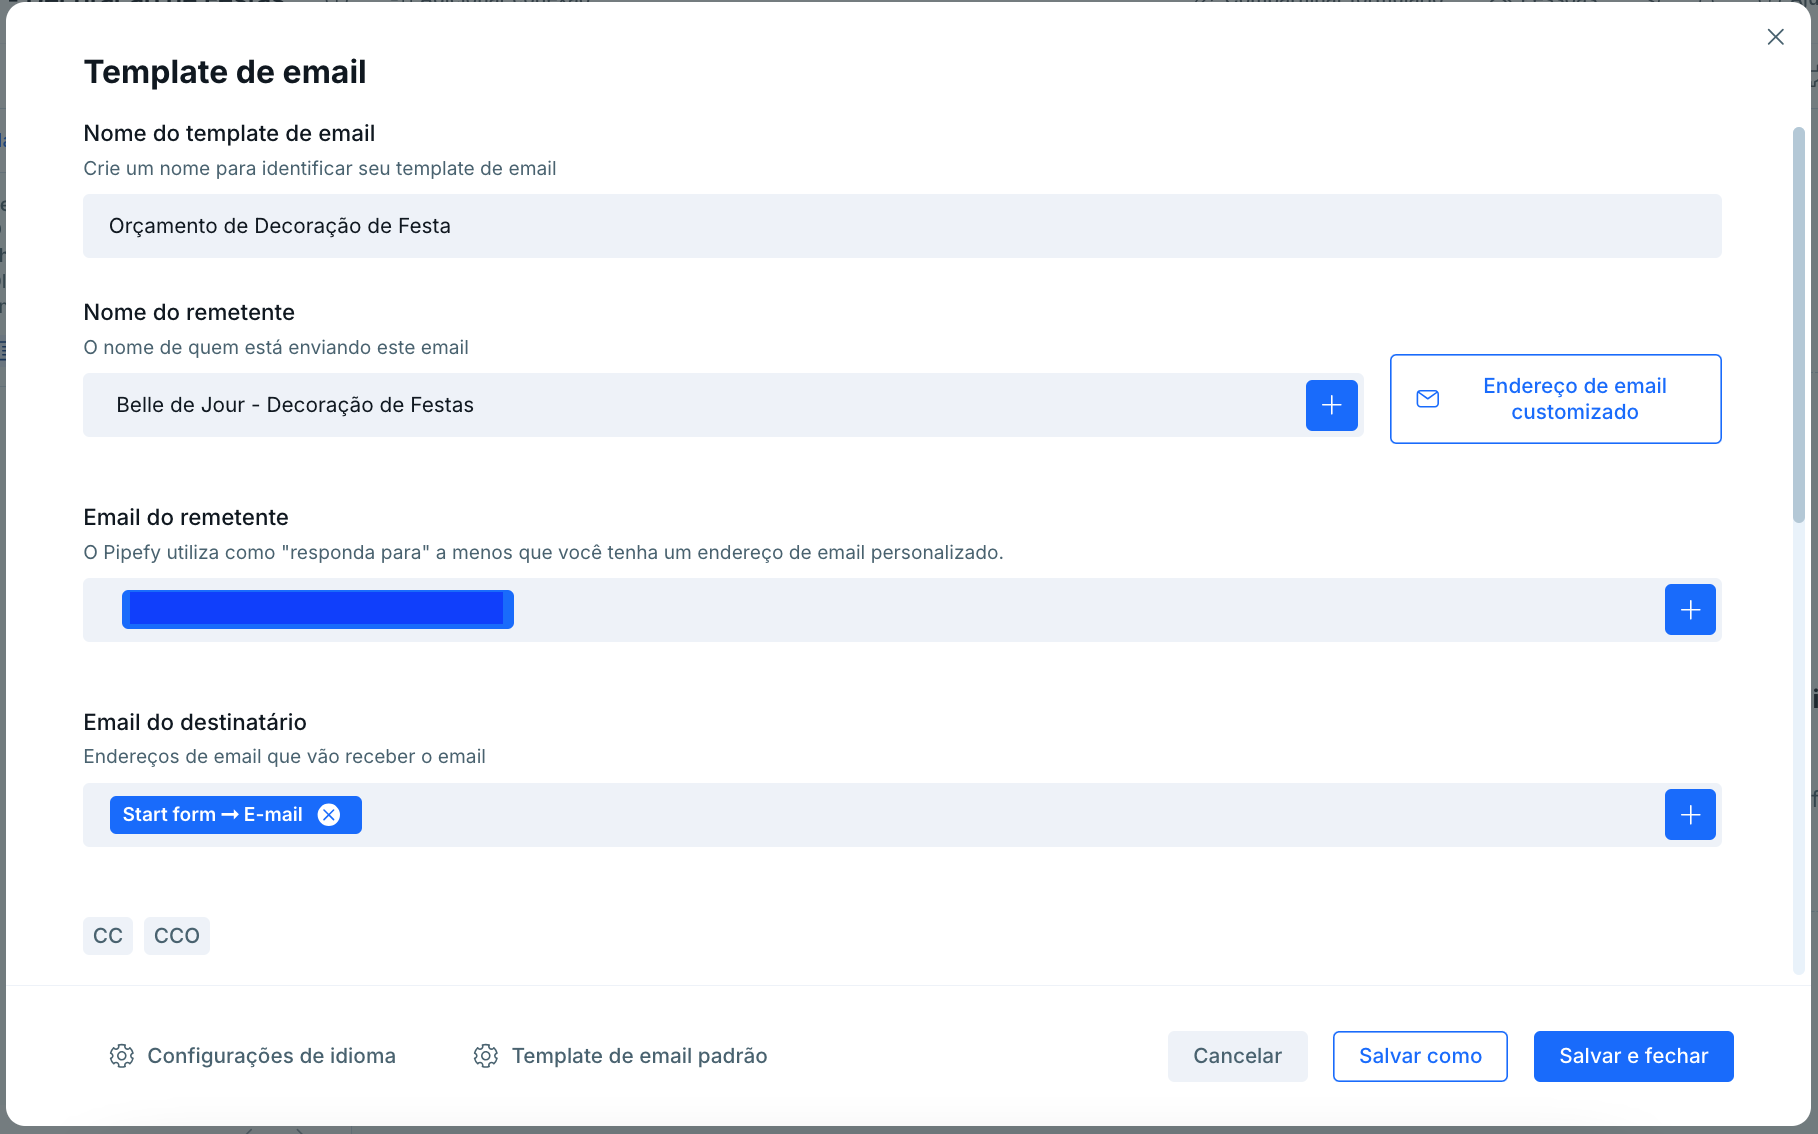 Template de email
Nome do template de email
Crie um nome para identificar seu template de email
Orçamento de Decoração de Festa
Nome do remetente
O nome de quem está enviando este email
Belle de Jour - Decoração de Festas
Endereço de email
customizado
Email do remetente
O Pipefy utiliza como "responda para" a menos que você tenha um endereço de email personalizado.
Email do destinatário
Endereços de email que vão receber o email
Start form → E-mail
CC CCO
Configurações de idioma Template de email padrão Cancelar Salvar como Salvar e fechar